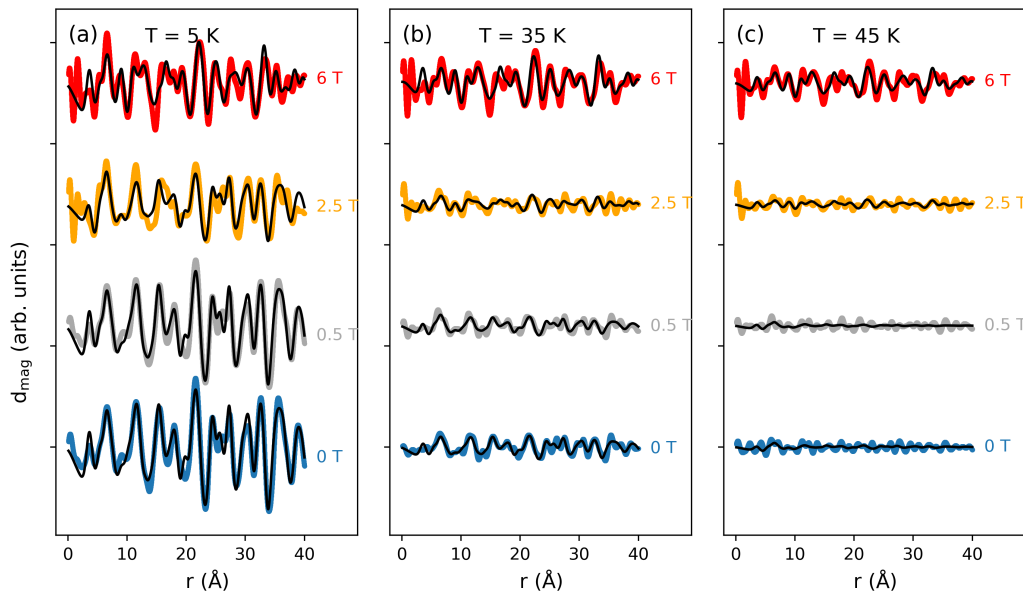 (a) T = 5 K
(b) T = 35 K
(c) T = 45 K
6 T
6 T
6 T
2.5 T
2.5 T
2.5 T
0.5 T
0.5 T
0.5 T
0 T
0 T
0 T
d_mag (arb. units)
0 10 20 30 40
0 10 20 30 40
0 10 20 30 40
r (Å)
r (Å)
r (Å)